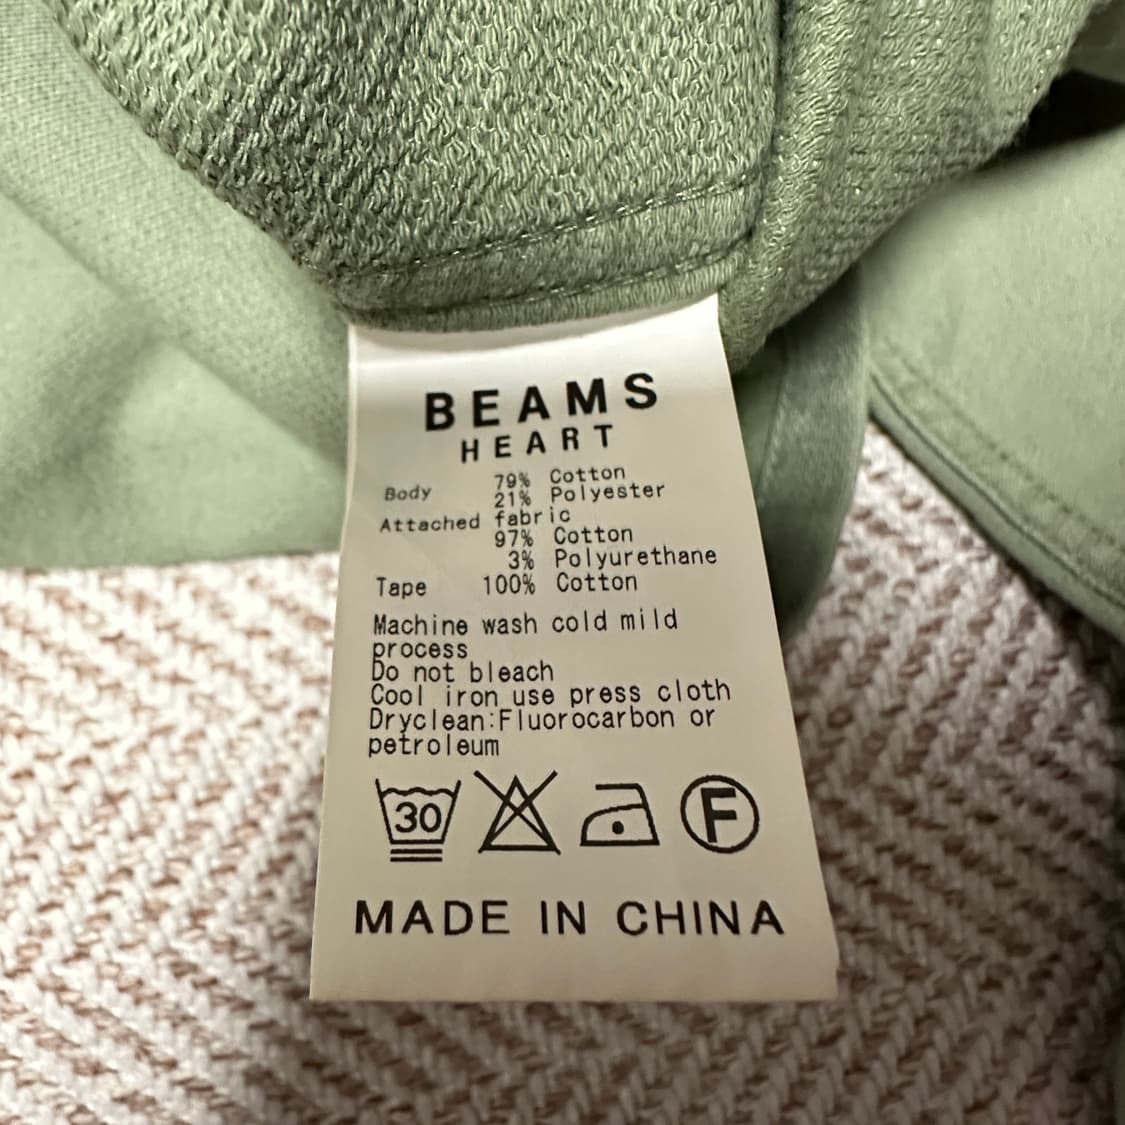 BEAMS
HEART
Body 79% Cotton
21% Polyester
Attached fabric
97% Cotton
3% Polyurethane
Tape 100% Cotton
Machine wash cold mild
process
Do not bleach
Cool iron use press cloth
Dryclean:Fluorocarbon or
petroleum
30 F
MADE IN CHINA